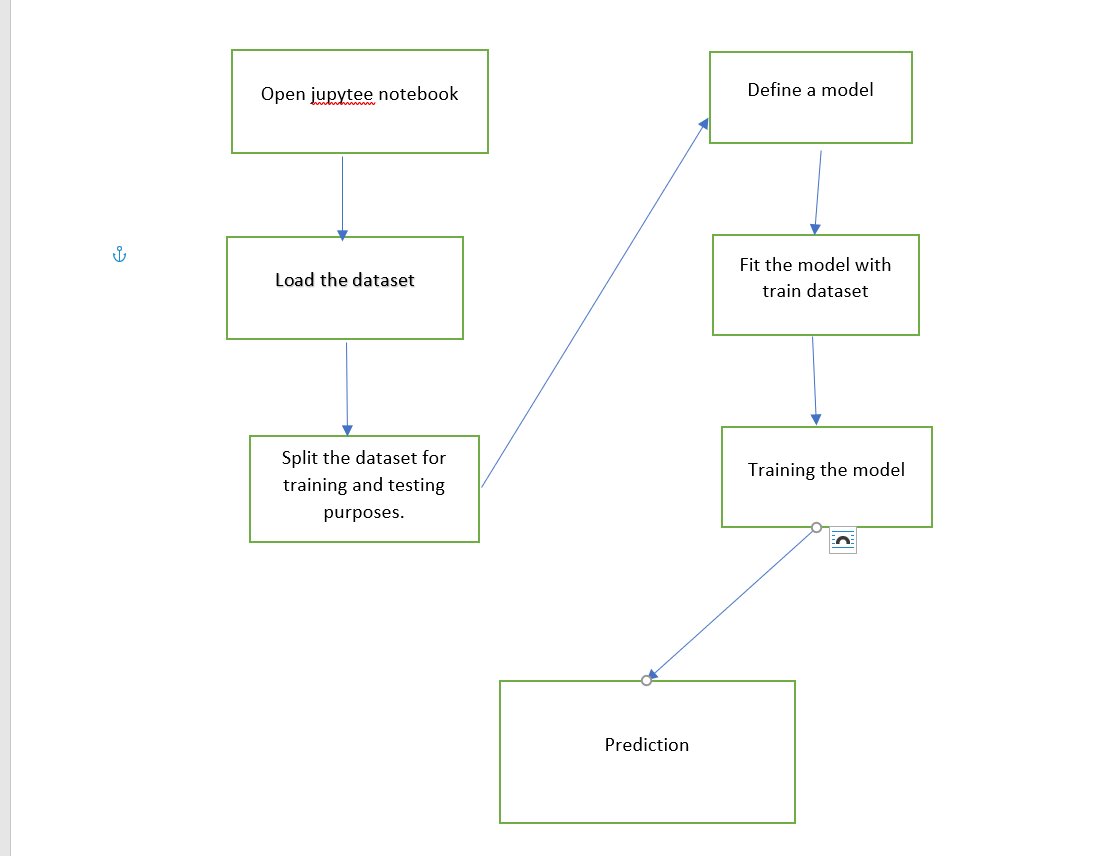 Open jupytee notebook
Load the dataset
Split the dataset for
training and testing
purposes.
Define a model
Fit the model with
train dataset
Training the model
Prediction